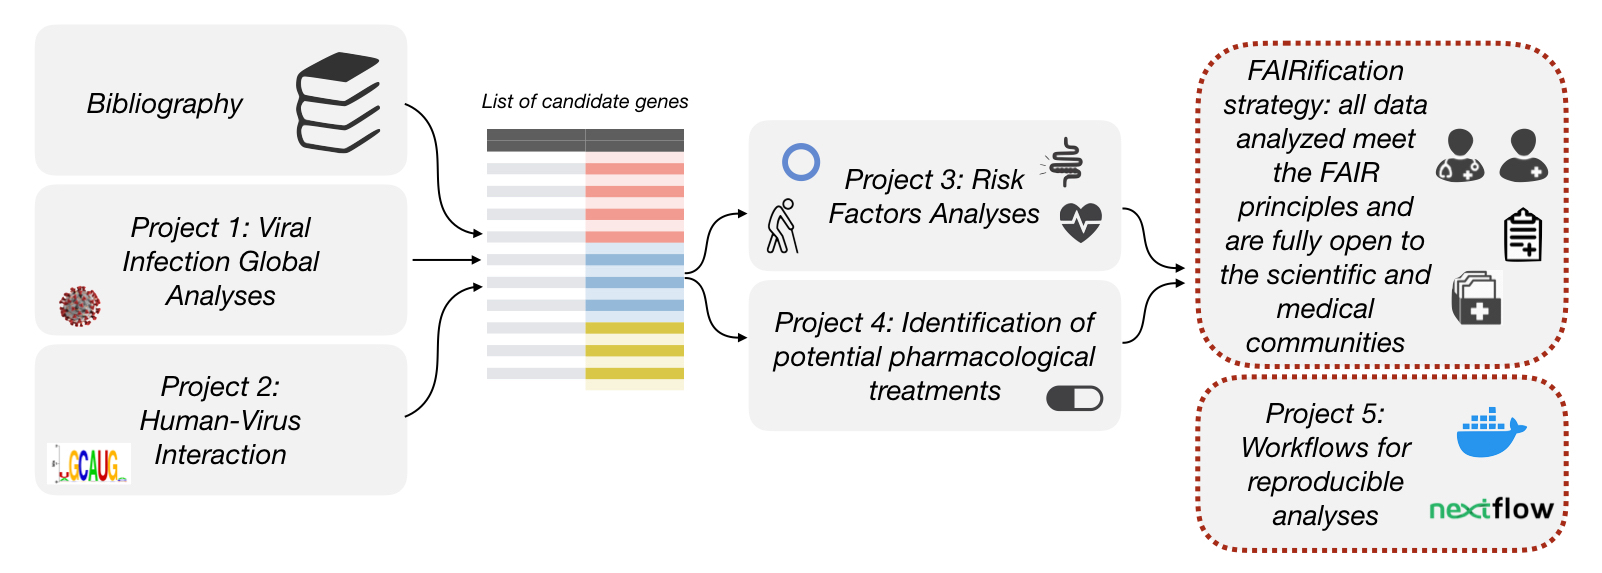 Bibliography
Project 1: Viral
Infection Global
Analyses
Project 2:
Human-Virus
Interaction
GCAUG
List of candidate genes
Project 3: Risk
Factors Analyses
Project 4: Identification of
potential pharmacological
treatments
FAIRification
strategy: all data
analyzed meet
the FAIR
principles and
are fully open to
the scientific and
medical
communities
Project 5:
Workflows for
reproducible
analyses
nextflow